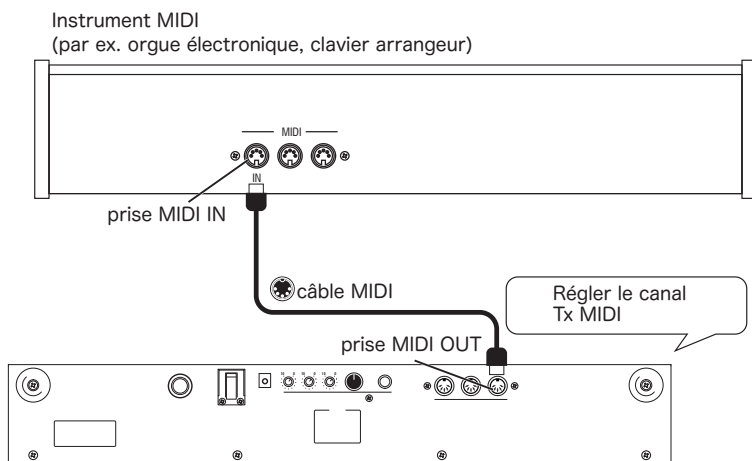 Instrument MIDI
(par ex. orgue électronique, clavier arrangeur)
MIDI
IN
prise MIDI IN
câble MIDI
Régler le canal
Tx MIDI
prise MIDI OUT